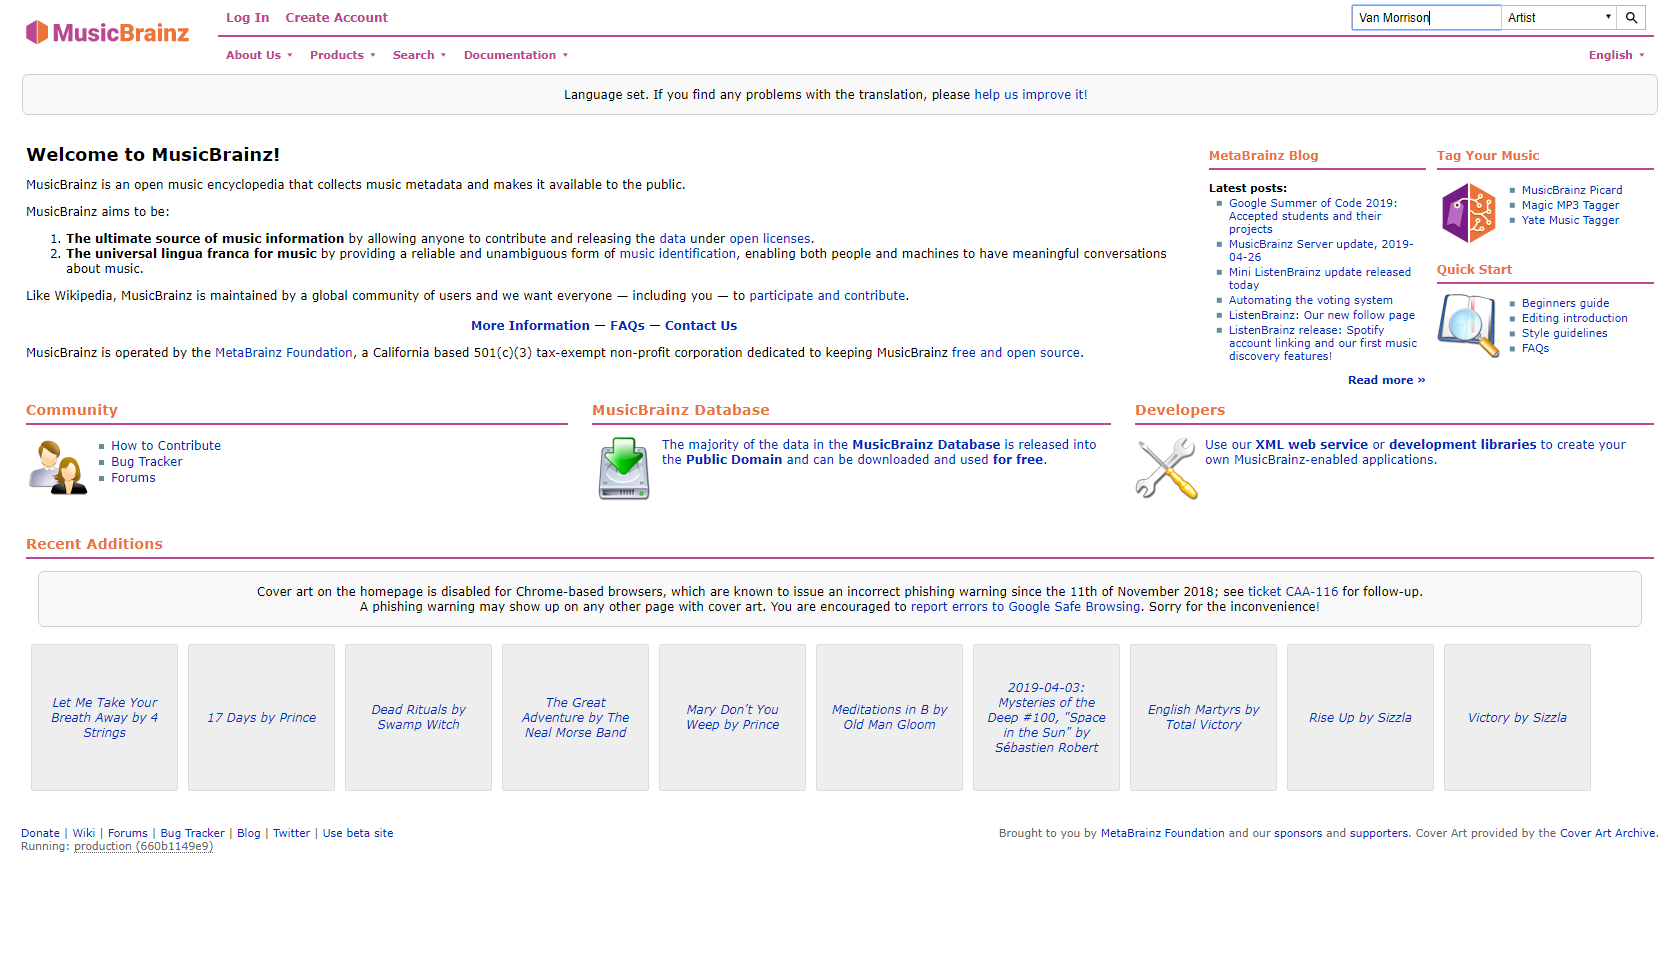 MusicBrainz
Log In Create Account
Van Morrison Artist
About Us Products Search Documentation English
Language set. If you find any problems with the translation, please help us improve it!
Welcome to MusicBrainz!
MusicBrainz is an open music encyclopedia that collects music metadata and makes it available to the public.
MusicBrainz aims to be:
1. The ultimate source of music information by allowing anyone to contribute and releasing the data under open licenses.
2. The universal lingua franca for music by providing a reliable and unambiguous form of music identification, enabling both people and machines to have meaningful conversations
about music.
Like Wikipedia, MusicBrainz is maintained by a global community of users and we want everyone — including you — to participate and contribute.
More Information — FAQs — Contact Us
MusicBrainz is operated by the MetaBrainz Foundation, a California based 501(c)(3) tax-exempt non-profit corporation dedicated to keeping MusicBrainz free and open source.
MetaBrainz Blog
Latest posts:
Google Summer of Code 2019:
Accepted students and their
projects
MusicBrainz Server update, 2019-
04-26
Mini ListenBrainz update released
today
Automating the voting system
ListenBrainz: Our new follow page
ListenBrainz release: Spotify
account linking and our first music
discovery features!
Read more »
Tag Your Music
MusicBrainz Picard
Magic MP3 Tagger
Yate Music Tagger
Quick Start
Beginners guide
Editing introduction
Style guidelines
FAQs
Community
How to Contribute
Bug Tracker
Forums
MusicBrainz Database
The majority of the data in the MusicBrainz Database is released into
the Public Domain and can be downloaded and used for free.
Developers
Use our XML web service or development libraries to create your
own MusicBrainz-enabled applications.
Recent Additions
Cover art on the homepage is disabled for Chrome-based browsers, which are known to issue an incorrect phishing warning since the 11th of November 2018; see ticket CAA-116 for follow-up.
A phishing warning may show up on any other page with cover art. You are encouraged to report errors to Google Safe Browsing. Sorry for the inconvenience!
Let Me Take Your
Breath Away by 4
Strings
17 Days by Prince
Dead Rituals by
Swamp Witch
The Great
Adventure by The
Neal Morse Band
Mary Don't You
Weep by Prince
Meditations in B by
Old Man Gloom
2019-04-03:
Mysteries of the
Deep #100, "Space
in the Sun" by
Sébastien Robert
English Martyrs by
Total Victory
Rise Up by Sizzla
Victory by Sizzla
Donate | Wiki | Forums | Bug Tracker | Blog | Twitter | Use beta site
Running: production (660b1149e9)
Brought to you by MetaBrainz Foundation and our sponsors and supporters. Cover Art provided by the Cover Art Archive.